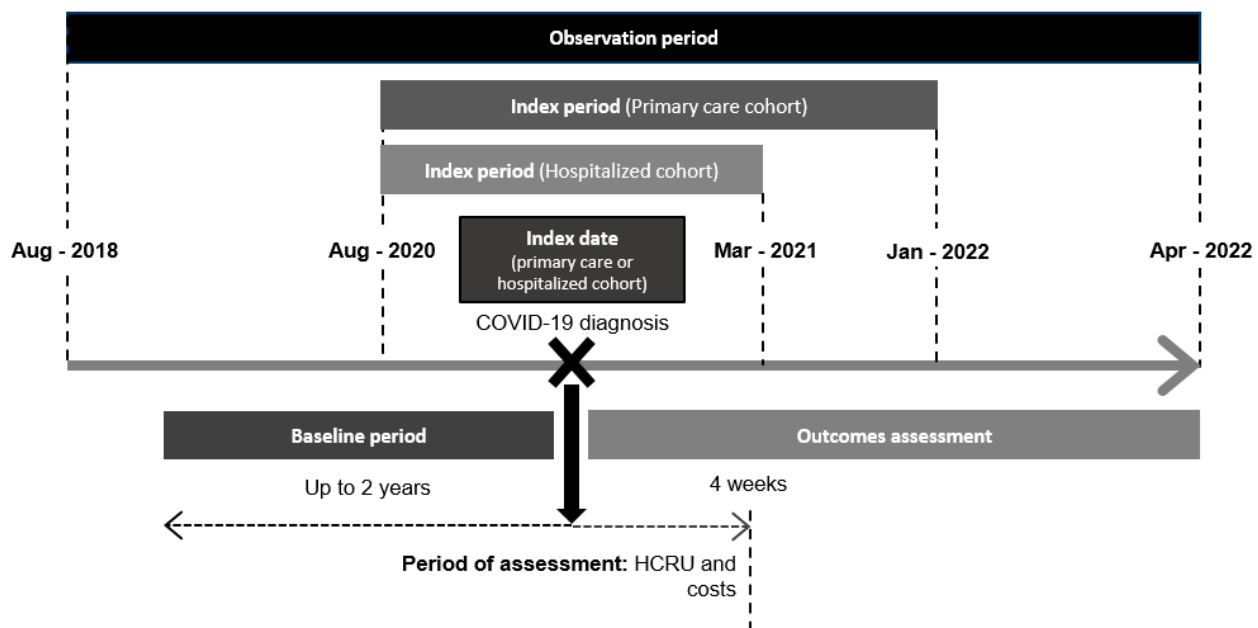 Observation period
Index period (Primary care cohort)
Index period (Hospitalized cohort)
Aug - 2018
Aug - 2020
Index date
(primary care or
hospitalized cohort)
Mar - 2021
Jan - 2022
Apr - 2022
COVID-19 diagnosis
Baseline period
Outcomes assessment
Up to 2 years
4 weeks
Period of assessment: HCRU and
costs